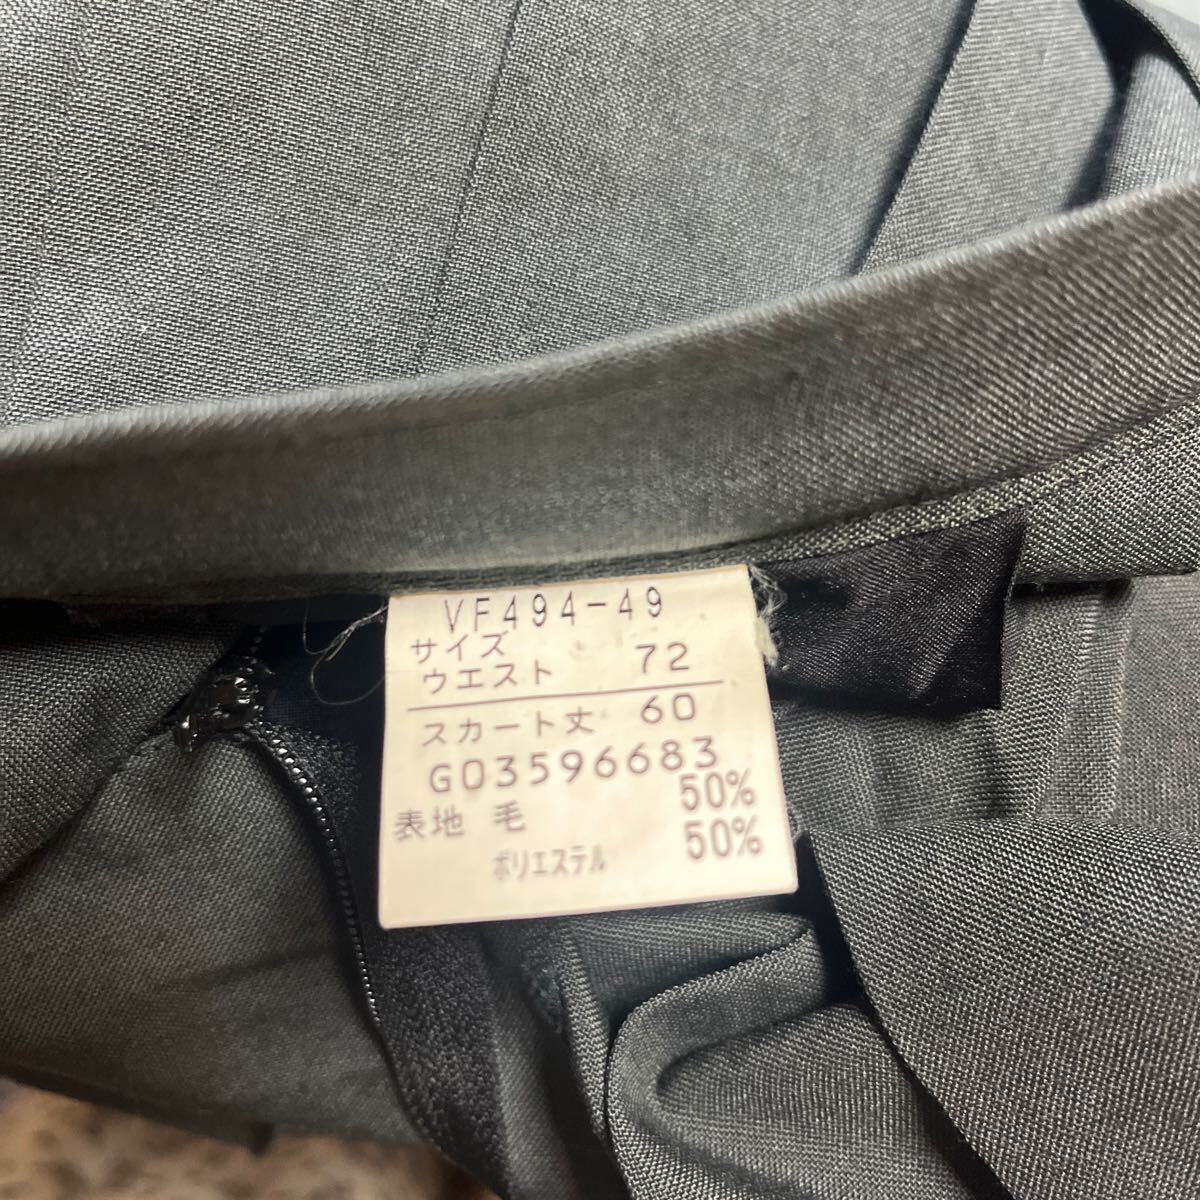 VF494-49
サイズ
ウエスト 72
スカート丈 60
G03596683
表地 毛 50%
ポリエステル 50%